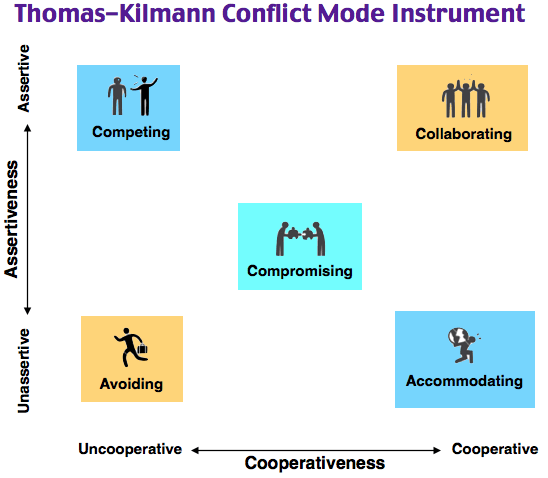 Thomas–Kilmann Conflict Mode Instrument
Assertive
Competing
Collaborating
Assertiveness
Compromising
Unassertive
Avoiding
Accommodating
Uncooperative
Cooperative
Cooperativeness